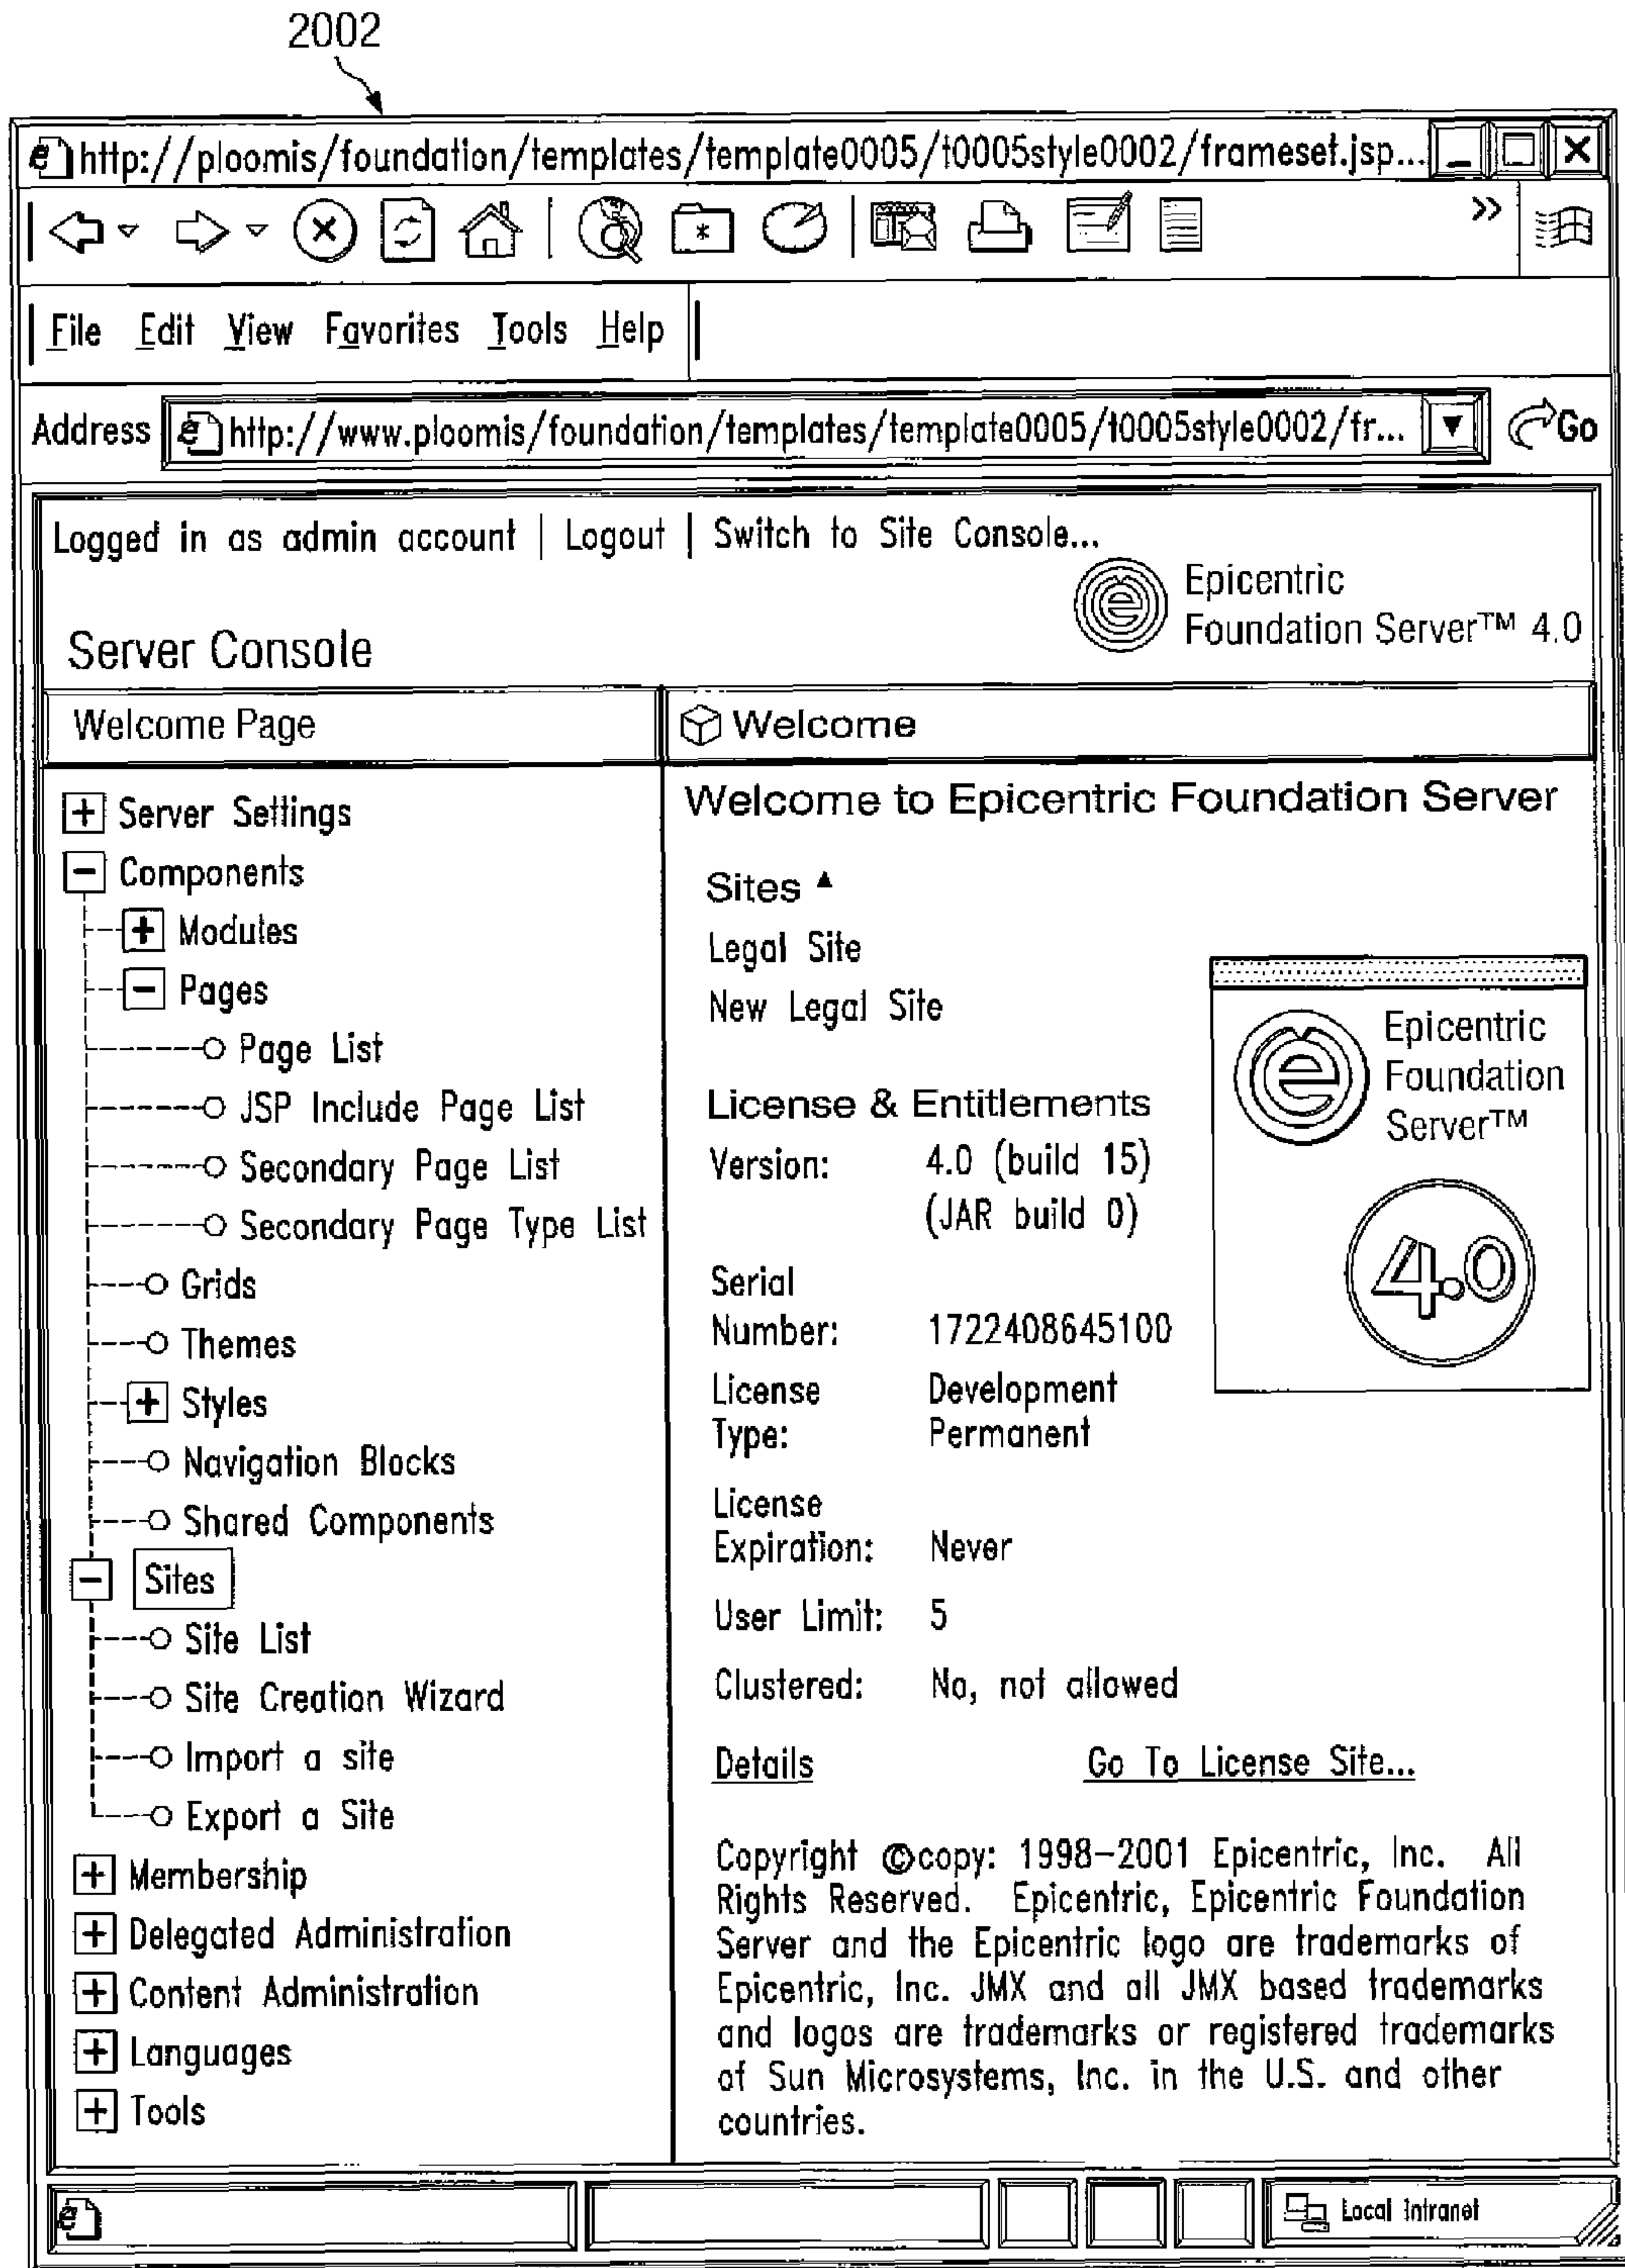 2002
http://ploomis/foundation/templates/template0005/t0005style0002/frameset.jsp...
File Edit View Favorites Tools Help
Address http://www.ploomis/foundation/templates/template0005/t0005style0002/fr... Go
Logged in as admin account | Logout | Switch to Site Console...
Epicentric
Foundation Server™ 4.0
Server Console
Welcome Page
Server Settings
Components
Modules
Pages
Page List
JSP Include Page List
Secondary Page List
Secondary Page Type List
Grids
Themes
Styles
Navigation Blocks
Shared Components
Sites
Site List
Site Creation Wizard
Import a site
Export a Site
Membership
Delegated Administration
Content Administration
Languages
Tools
Welcome
Welcome to Epicentric Foundation Server
Sites ▲
Legal Site
New Legal Site
License & Entitlements
Version: 4.0 (build 15)
(JAR build 0)
Serial
Number: 1722408645100
License Development
Type: Permanent
License
Expiration: Never
User Limit: 5
Clustered: No, not allowed
Details Go To License Site...
Epicentric
Foundation
Server™
4.0
Copyright ©copy: 1998-2001 Epicentric, Inc. All
Rights Reserved. Epicentric, Epicentric Foundation
Server and the Epicentric logo are trademarks of
Epicentric, Inc. JMX and all JMX based trademarks
and logos are trademarks or registered trademarks
of Sun Microsystems, Inc. in the U.S. and other
countries.
Local Intranet